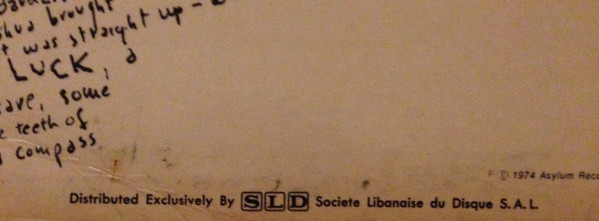 brought
t was straight up -
LUCK, a
ave, some
e teeth of
compass
℗ © 1974 Asylum Reco
Distributed Exclusively By SLD Societe Libanaise du Disque S.A.L.